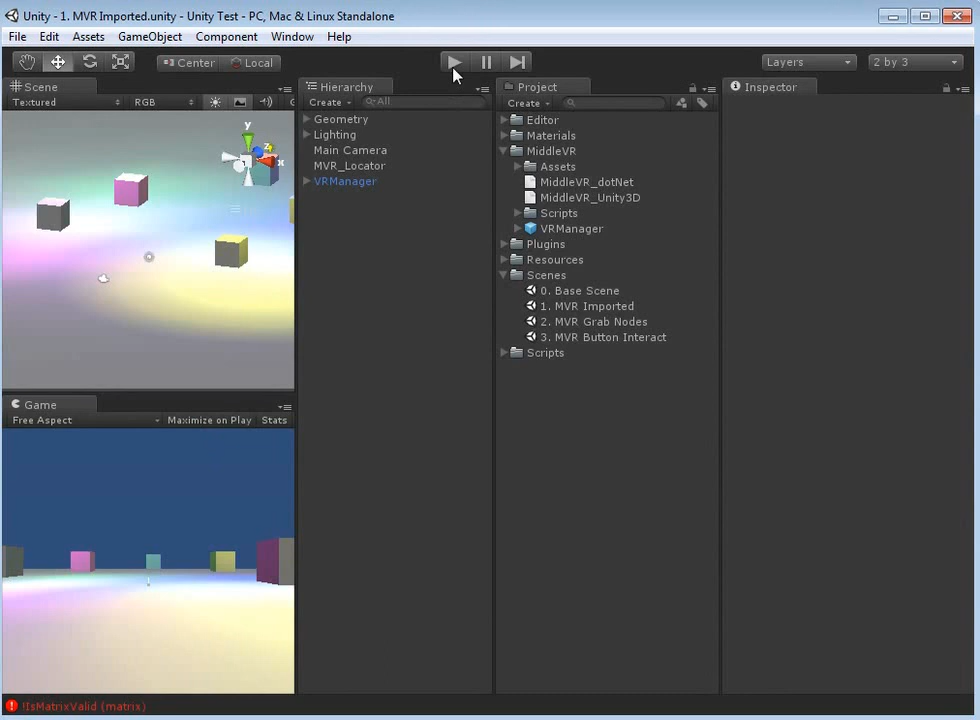 Unity - 1. MVR Imported.unity - Unity Test - PC, Mac & Linux Standalone
File Edit Assets GameObject Component Window Help
Center Local Layers 2 by 3
Scene
Textured RGB
Hierarchy
Create All
Geometry
Lighting
Main Camera
MVR_Locator
VRManager
Project
Create
Editor
Materials
MiddleVR
Assets
MiddleVR_dotNet
MiddleVR_Unity3D
Scripts
VRManager
Plugins
Resources
Scenes
0. Base Scene
1. MVR Imported
2. MVR Grab Nodes
3. MVR Button Interact
Scripts
Inspector
y
z
x
Game
Free Aspect Maximize on Play Stats
!IsMatrixValid (matrix)